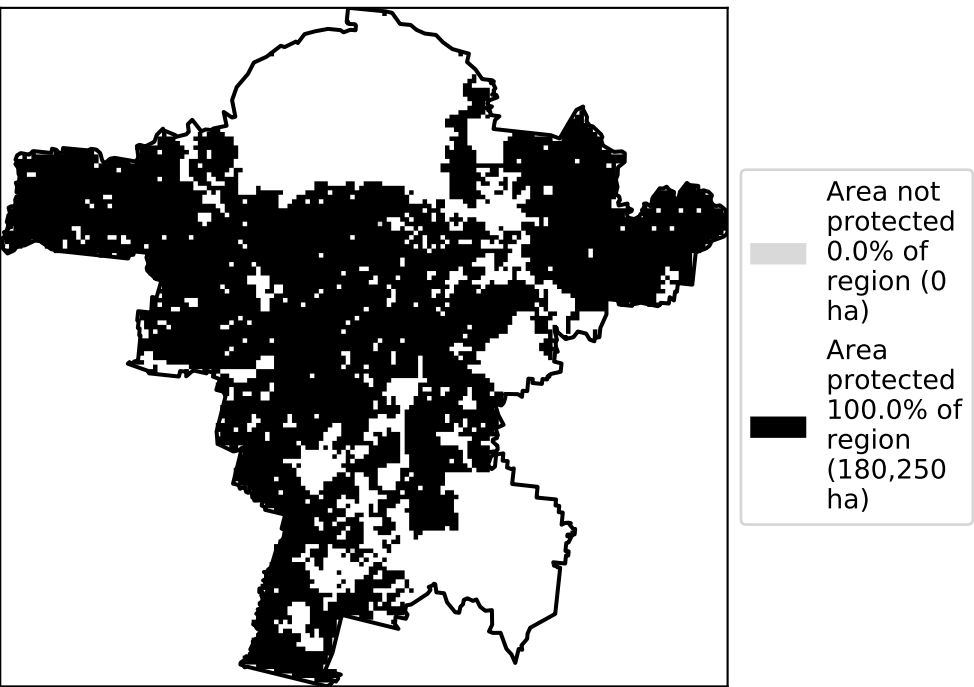 Area not
protected
0.0% of
region (0
ha)
Area
protected
100.0% of
region
(180,250
ha)